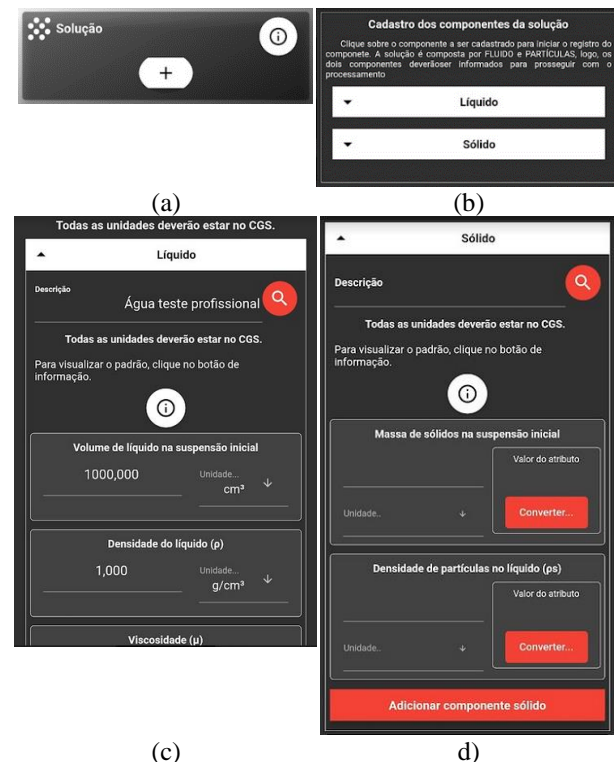 Solução
+
Cadastro dos componentes da solução
Clique sobre o componente a ser cadastrado para iniciar o registro do
componete. A solução é composta por FLUIDO e PARTÍCULAS, logo, os
dois componentes deverãoser informados para prosseguir com o
processamento
Líquido
Sólido
(a)
(b)
Todas as unidades deverão estar no CGS.
Líquido
Descrição
Água teste profissional
Todas as unidades deverão estar no CGS.
Para visualizar o padrão, clique no botão de
informação.
Volume de líquido na suspensão inicial
1000,000
Unidade...
cm³
Densidade do líquido (ρ)
1,000
Unidade...
g/cm³
Viscosidade (μ)
(c)
Sólido
Descrição
Todas as unidades deverão estar no CGS.
Para visualizar o padrão, clique no botão de
informação.
Massa de sólidos na suspensão inicial
Valor do atributo
Unidade..
Converter...
Densidade de partículas no líquido (ρs)
Valor do atributo
Unidade..
Converter...
Adicionar componente sólido
d)